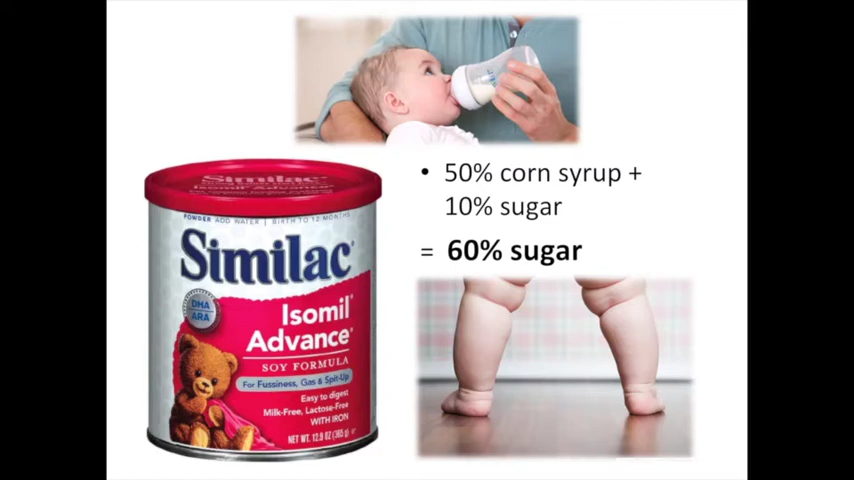 Similac
Isomil Advance
POWDER ADD WATER | BIRTH TO 12 MONTHS
Similac®
DHA
ARA
Isomil®
Advance®
SOY FORMULA
For Fussiness, Gas & Spit-Up
Easy to digest
Milk-Free, Lactose-Free
WITH IRON
NET WT. 12.9 OZ (365 g)
• 50% corn syrup +
10% sugar
= 60% sugar